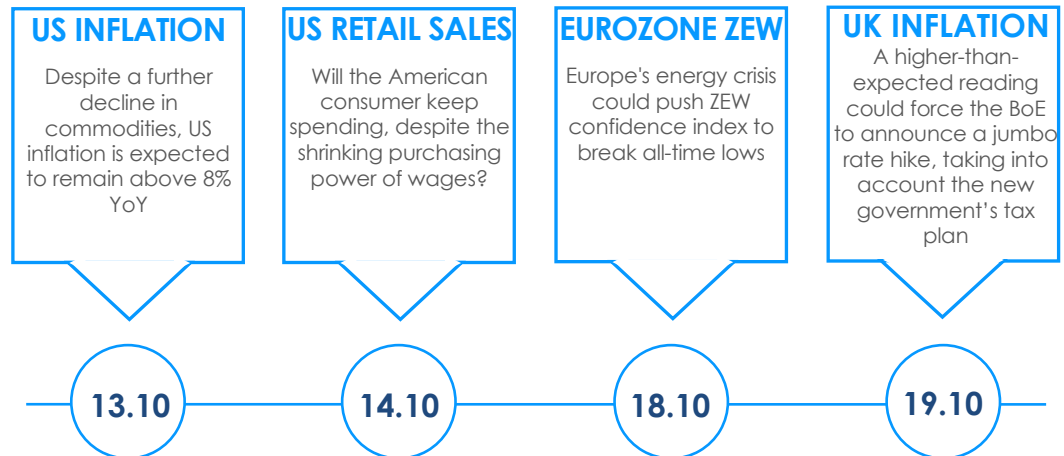 US INFLATION
Despite a further
decline in
commodities, US
inflation is expected
to remain above 8%
YoY
US RETAIL SALES
Will the American
consumer keep
spending, despite the
shrinking purchasing
power of wages?
EUROZONE ZEW
Europe's energy crisis
could push ZEW
confidence index to
break all-time lows
UK INFLATION
A higher-than-
expected reading
could force the BoE
to announce a jumbo
rate hike, taking into
account the new
government’s tax
plan
13.10
14.10
18.10
19.10